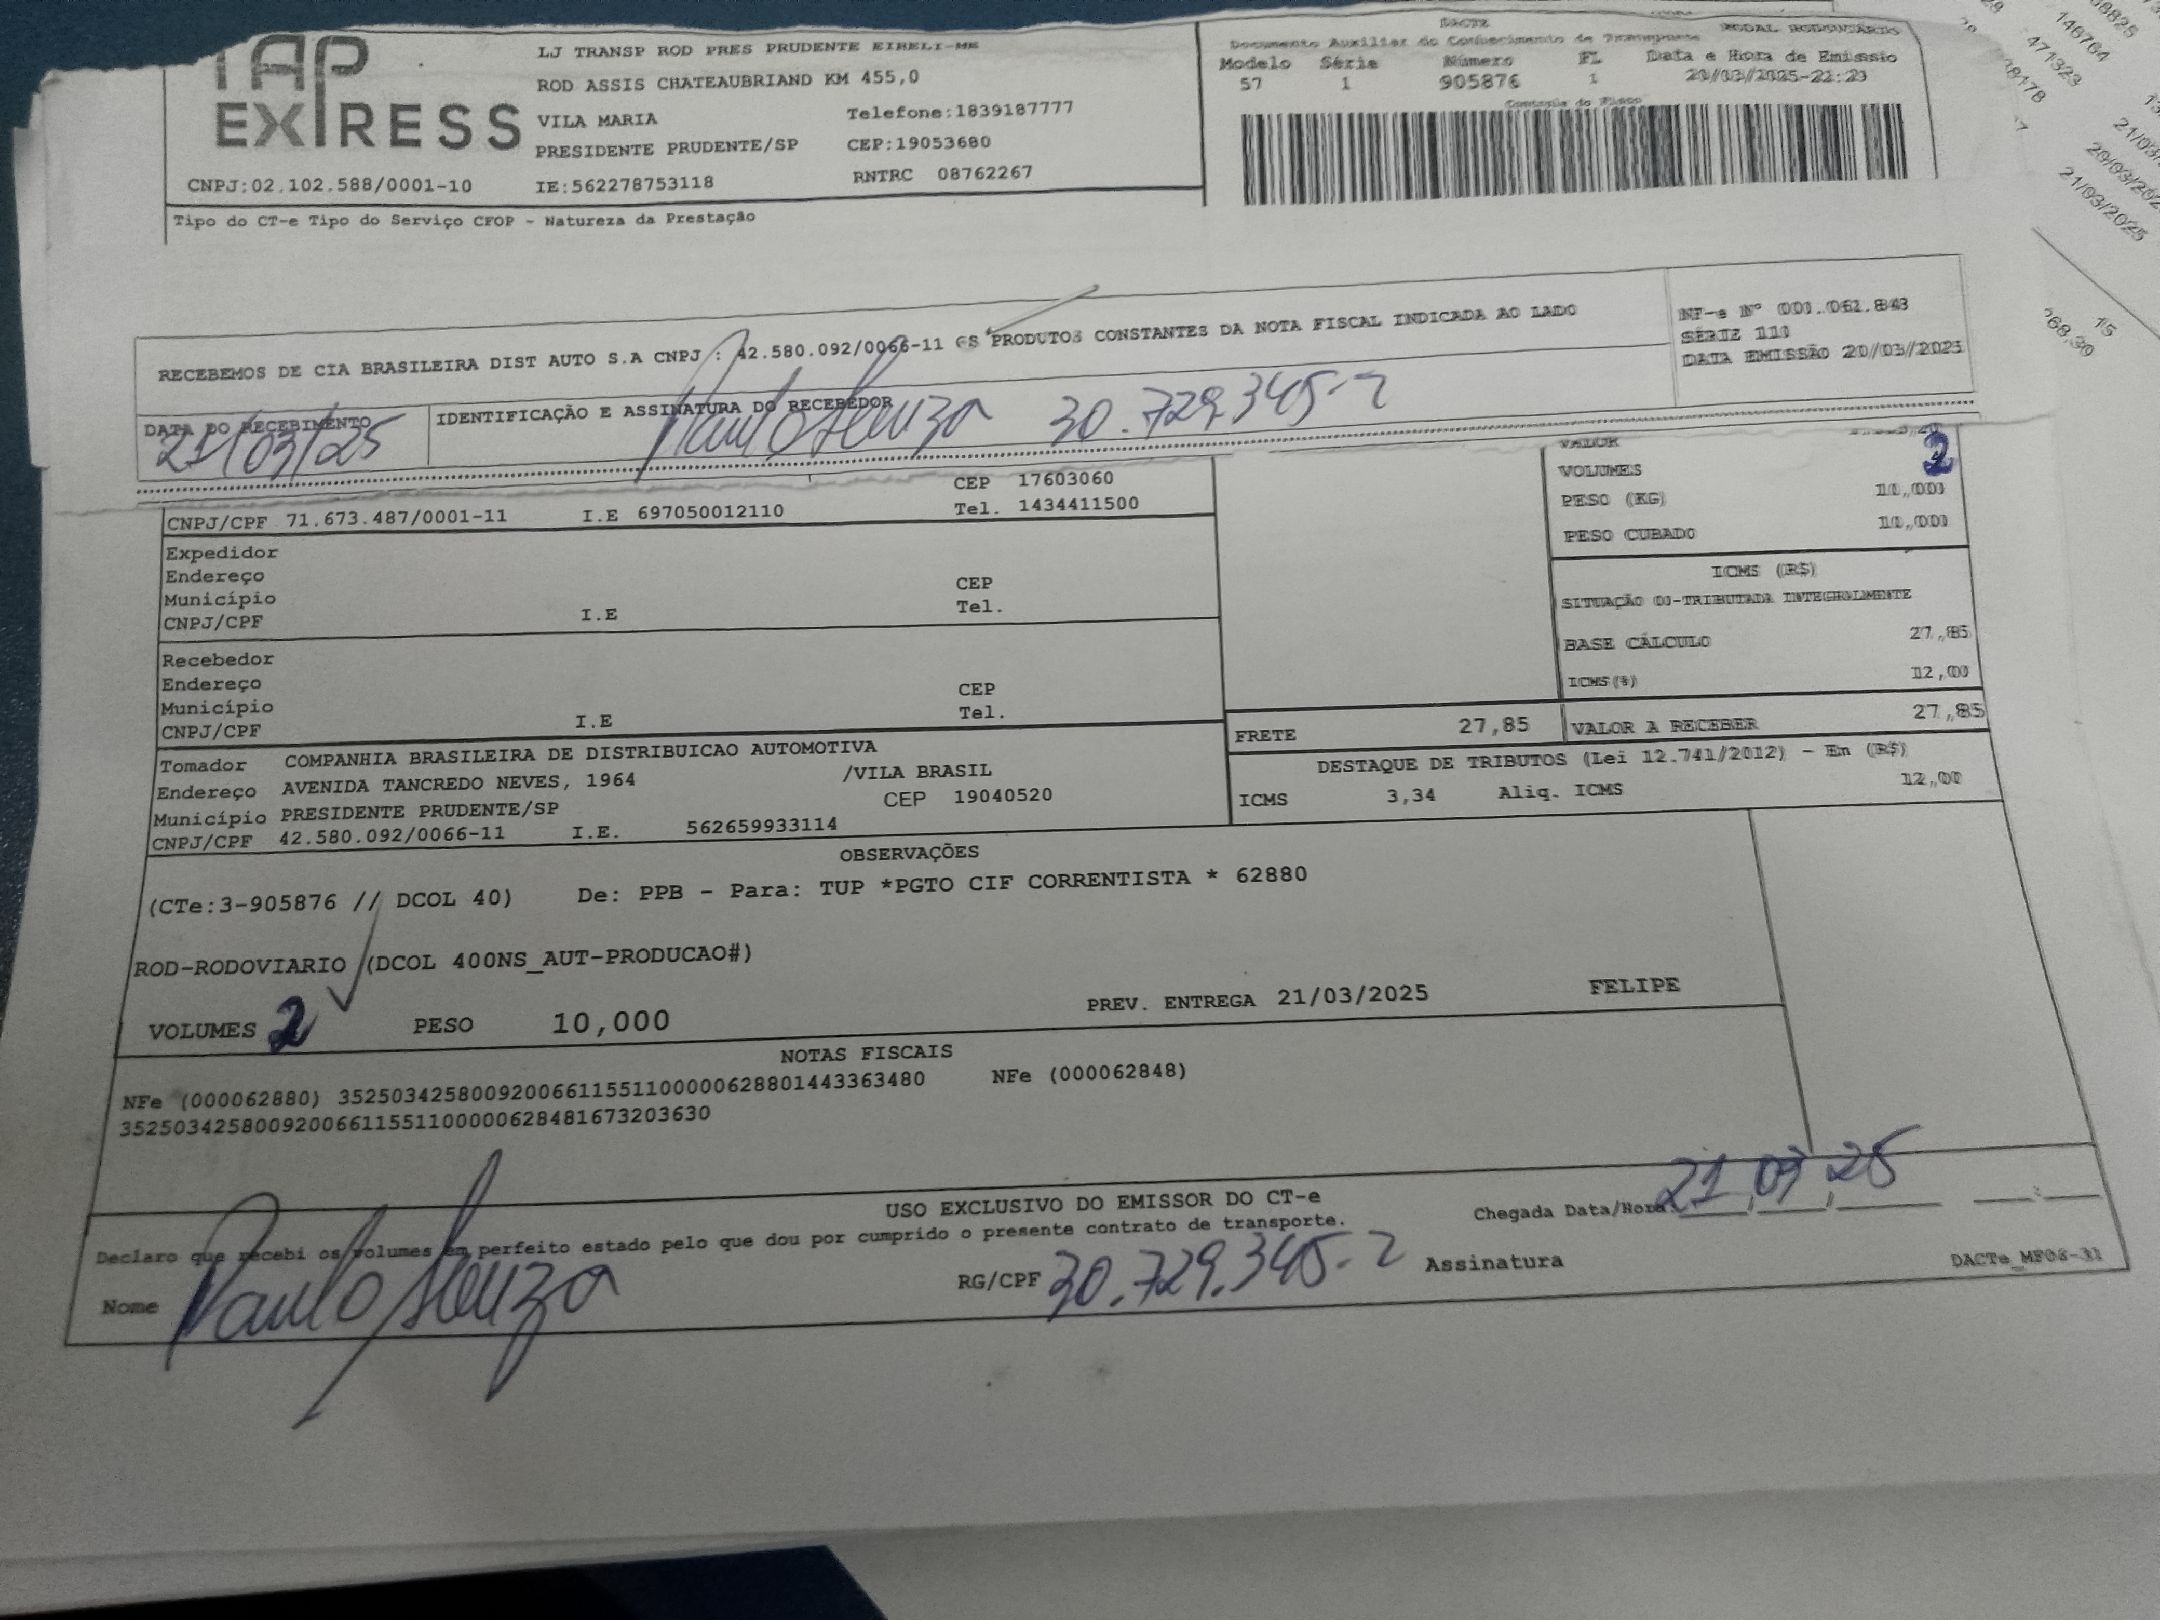 TAP
EXPRESS
LJ TRANSP ROD PRES PRUDENTE EIRELI-ME
ROD ASSIS CHATEAUBRIAND KM 455,0
VILA MARIA Telefone:1839187777
PRESIDENTE PRUDENTE/SP CEP:19053680
CNPJ:02.102.588/0001-10 IE:562278753118 RNTRC 08762267
DACTE MODAL RODOVIÁRIO
Documento Auxiliar do Conhecimento de Transporte
Modelo Série Número FL Data e Hora de Emissão
57 1 905876 1 20/03/2025-22:23
Controle do Fisco
Tipo do CT-e Tipo do Serviço CFOP - Natureza da Prestação
RECEBEMOS DE CIA BRASILEIRA DIST AUTO S.A CNPJ : 42.580.092/0066-11 OS PRODUTOS CONSTANTES DA NOTA FISCAL INDICADA AO LADO
NF-e Nº 000.062.848
SÉRIE 110
DATA EMISSÃO 20/03/2025
DATA DO RECEBIMENTO IDENTIFICAÇÃO E ASSINATURA DO RECEBEDOR
21/03/25 Paulo Souza 30.729.345-2
CEP 17603060
CNPJ/CPF 71.673.487/0001-11 I.E 697050012110 Tel. 1434411500
VALOR
VOLUMES 2
PESO (KG) 10,000
PESO CUBADO 10,000
Expedidor
Endereço
Município CEP
CNPJ/CPF I.E Tel.
ICMS (R$)
SITUAÇÃO 00-TRIBUTADA INTEGRALMENTE
BASE CÁLCULO 27,85
ICMS(%) 12,00
Recebedor
Endereço
Município CEP
CNPJ/CPF I.E Tel.
FRETE 27,85 VALOR A RECEBER 27,85
Tomador COMPANHIA BRASILEIRA DE DISTRIBUICAO AUTOMOTIVA
Endereço AVENIDA TANCREDO NEVES, 1964 /VILA BRASIL
Município PRESIDENTE PRUDENTE/SP CEP 19040520
CNPJ/CPF 42.580.092/0066-11 I.E. 562659933114
DESTAQUE DE TRIBUTOS (Lei 12.741/2012) - Em (R$)
ICMS 3,34 Aliq. ICMS 12,00
OBSERVAÇÕES
(CTe:3-905876 // DCOL 40) De: PPB - Para: TUP *PGTO CIF CORRENTISTA * 62880
ROD-RODOVIARIO (DCOL 400NS_AUT-PRODUCAO#)
VOLUMES 2 PESO 10,000 PREV. ENTREGA 21/03/2025 FELIPE
NOTAS FISCAIS
NFe (000062880) 35250342580092006611551100000628801443363480 NFe (000062848)
35250342580092006611551100000628481673203630
USO EXCLUSIVO DO EMISSOR DO CT-e
Declaro que recebi os volumes em perfeito estado pelo que dou por cumprido o presente contrato de transporte.
Chegada Data/Hora: 21/03/25
Nome Paulo Souza RG/CPF 30.729.345-2 Assinatura
DACTe_MF06-31